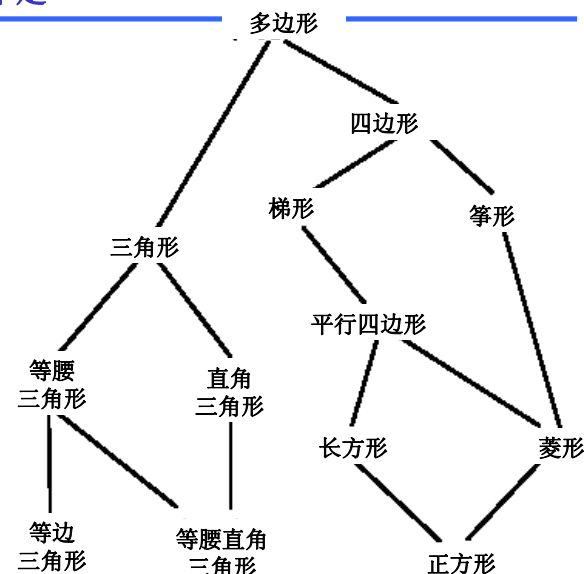 多边形
四边形
梯形
筝形
三角形
平行四边形
等腰
三角形
直角
三角形
长方形
菱形
等边
三角形
等腰直角
三角形
正方形